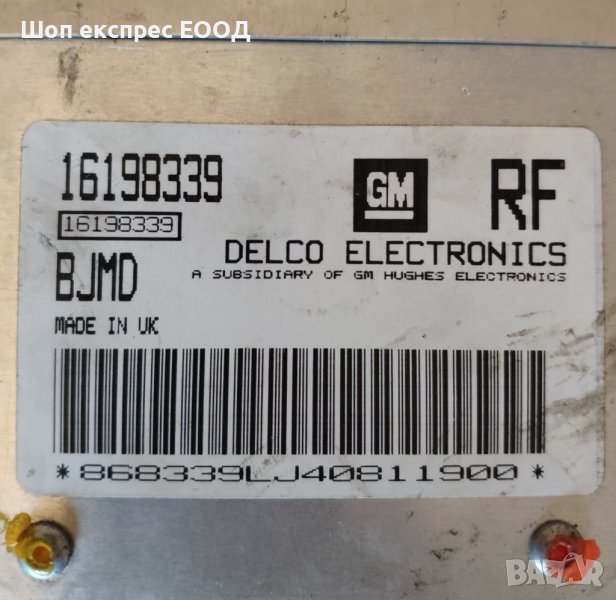 Шоп експрес ЕООД
16198339
GM
RF
16198339
DELCO ELECTRONICS
A SUBSIDIARY OF GM HUGHES ELECTRONICS
BJMD
MADE IN UK
*868339LJ40811900*
BAZAR